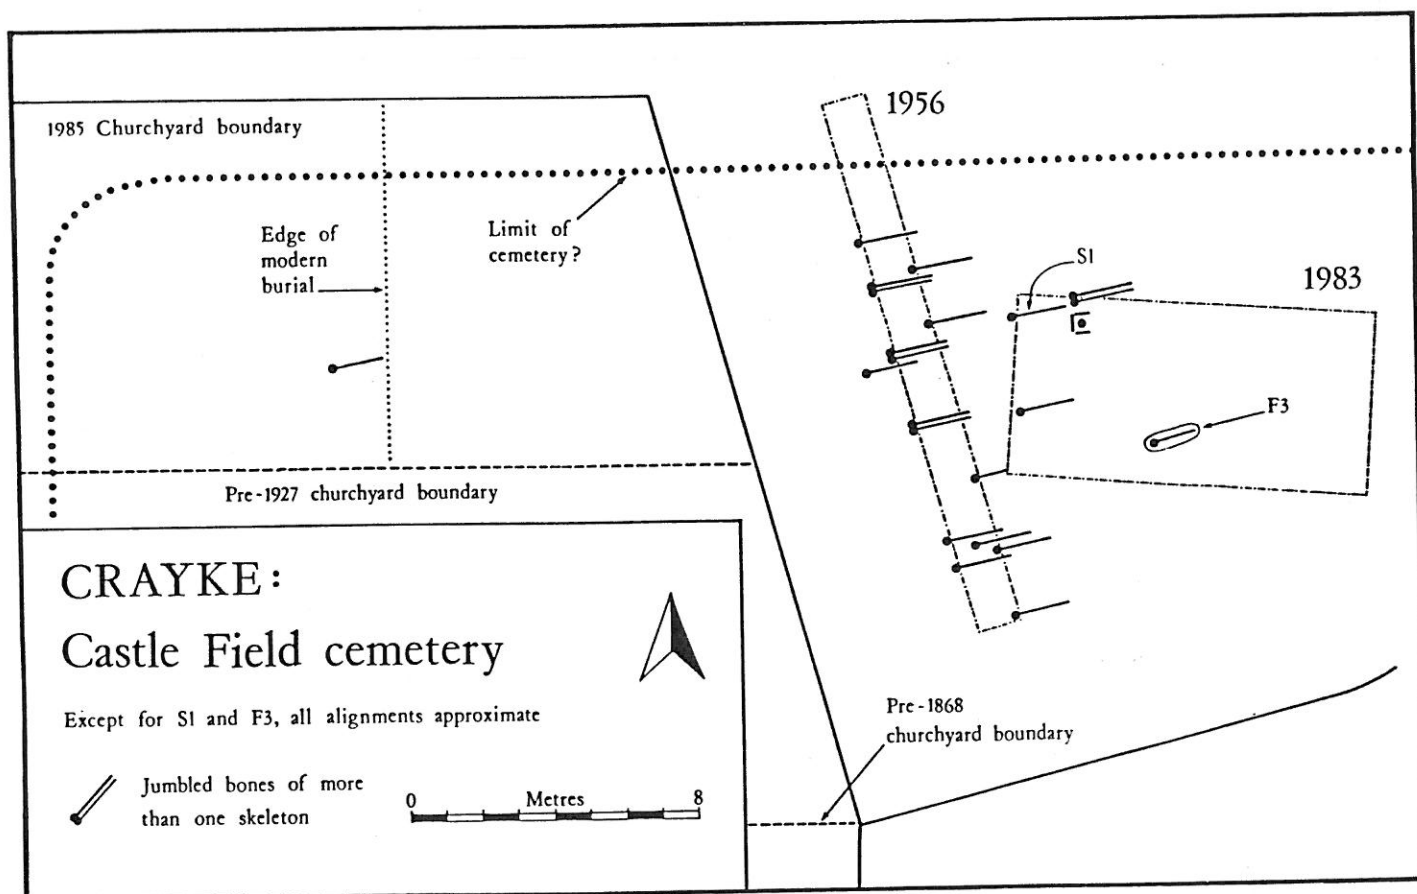 1985 Churchyard boundary
1956
Edge of
modern
burial
Limit of
cemetery?
S1
1983
F3
Pre-1927 churchyard boundary
CRAYKE:
Castle Field cemetery
Except for S1 and F3, all alignments approximate
Jumbled bones of more
than one skeleton
0 Metres 8
Pre-1868
churchyard boundary